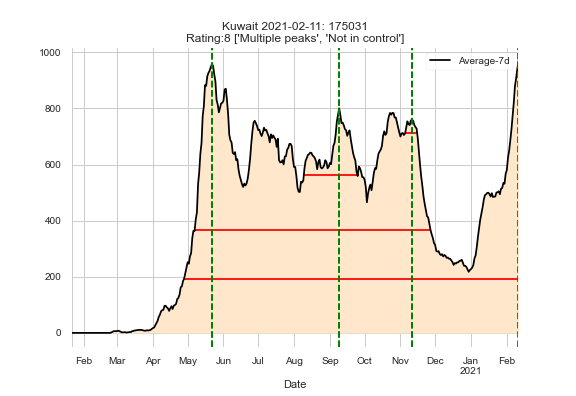 Kuwait 2021-02-11: 175031
Rating:8 ['Multiple peaks', 'Not in control']
Average-7d
1000
800
600
400
200
0
Feb Mar Apr May Jun Jul Aug Sep Oct Nov Dec Jan Feb
2021
Date